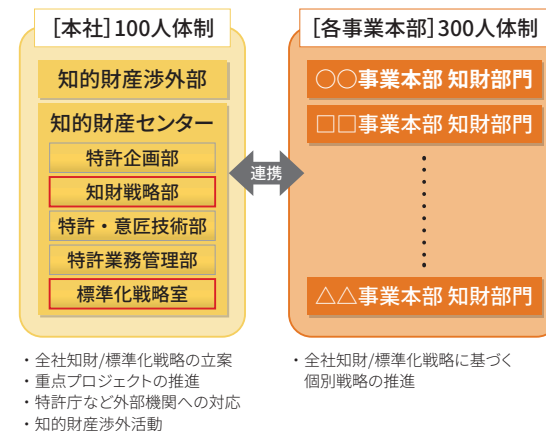 [本社]100人体制
知的財産渉外部
知的財産センター
特許企画部
知財戦略部
特許・意匠技術部
特許業務管理部
標準化戦略室
・全社知財/標準化戦略の立案
・重点プロジェクトの推進
・特許庁など外部機関への対応
・知的財産渉外活動
連携
[各事業本部]300人体制
○○事業本部 知財部門
□□事業本部 知財部門
△△事業本部 知財部門
・全社知財/標準化戦略に基づく
個別戦略の推進